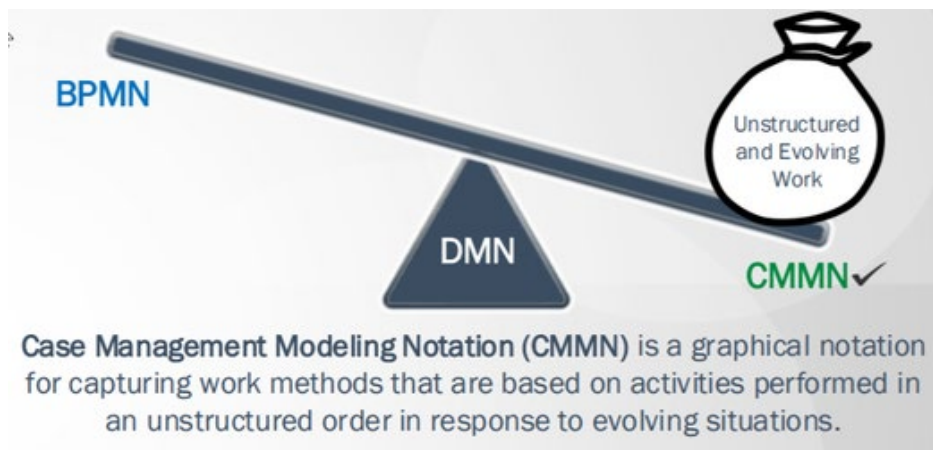 BPMN
Unstructured
and Evolving
Work
DMN
CMMN✓
Case Management Modeling Notation (CMMN) is a graphical notation
for capturing work methods that are based on activities performed in
an unstructured order in response to evolving situations.